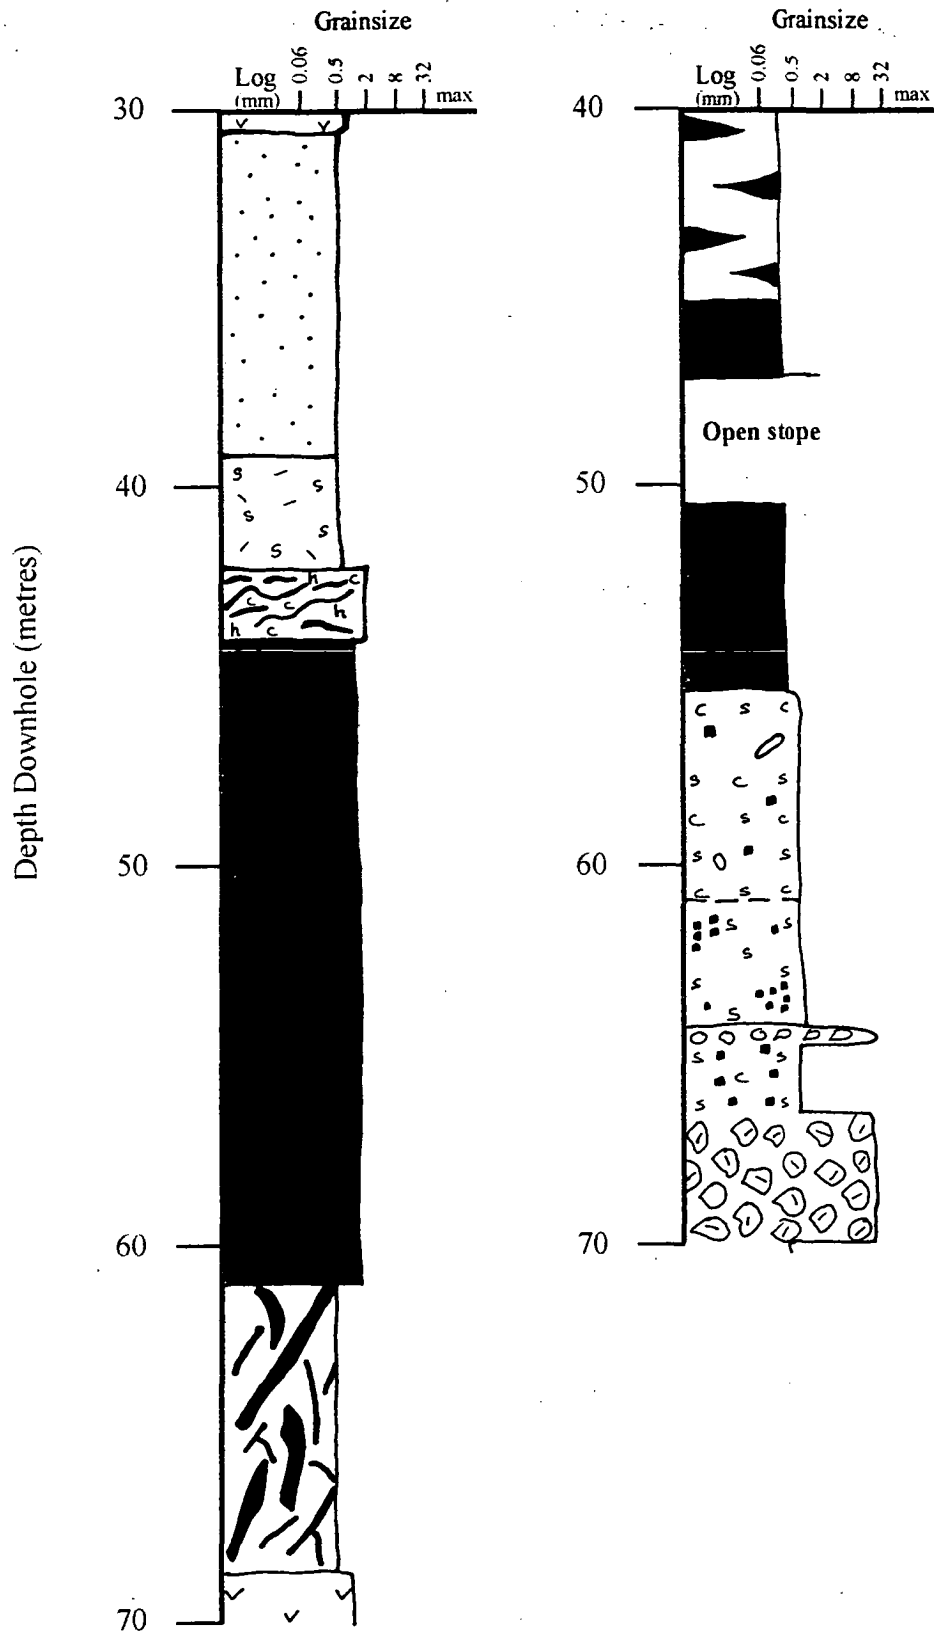 Grainsize
Log
(mm)
0.06
0.5
2
8
32
max
30
v v
s
s
s
s
s
40
h c
c c h
h c
50
60
v v
v
70
Depth Downhole (metres)
Grainsize
Log
(mm)
0.06
0.5
2
8
32
max
40
Open stope
50
c s c
s c s
c s c
s s
60
c s c
s s
s
s s
s
s s
c
s s
70